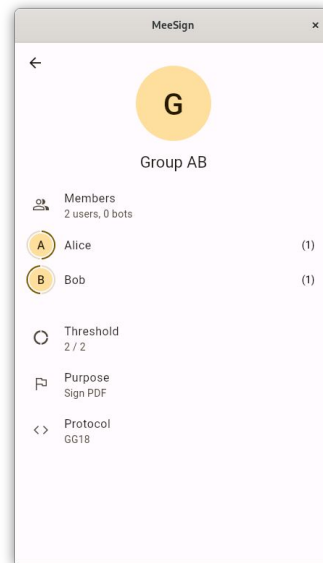 MeeSign
G
Group AB
Members
2 users, 0 bots
A Alice (1)
B Bob (1)
Threshold
2 / 2
Purpose
Sign PDF
Protocol
GG18